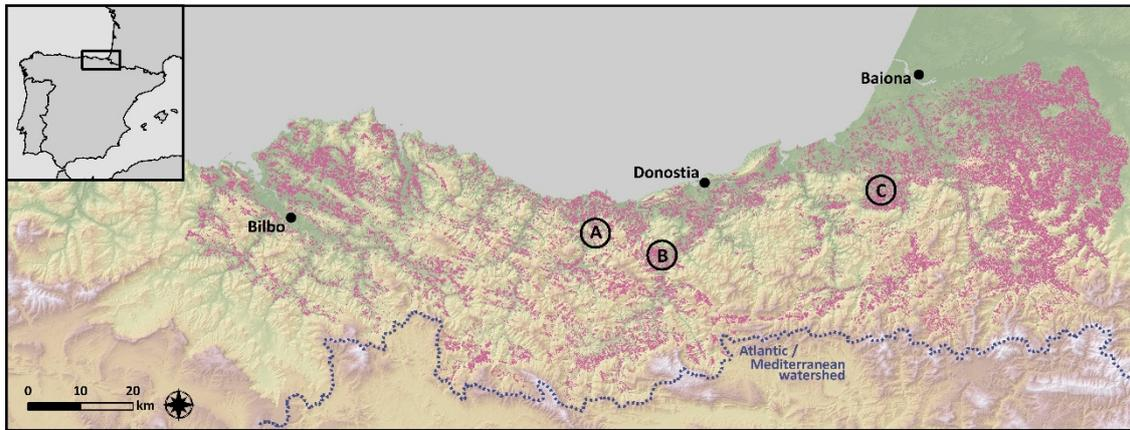 Baiona
Donostia
Bilbo
A
B
C
Atlantic /
Mediterranean
watershed
0 10 20
km